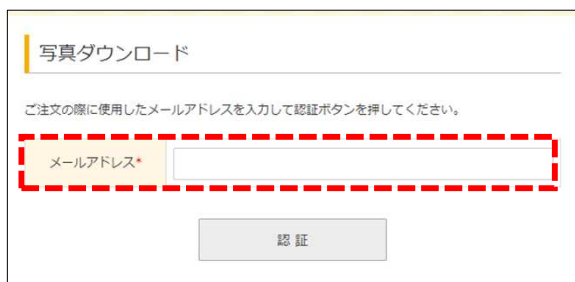 写真ダウンロード
ご注文の際に使用したメールアドレスを入力して認証ボタンを押してください。
メールアドレス*
認 証